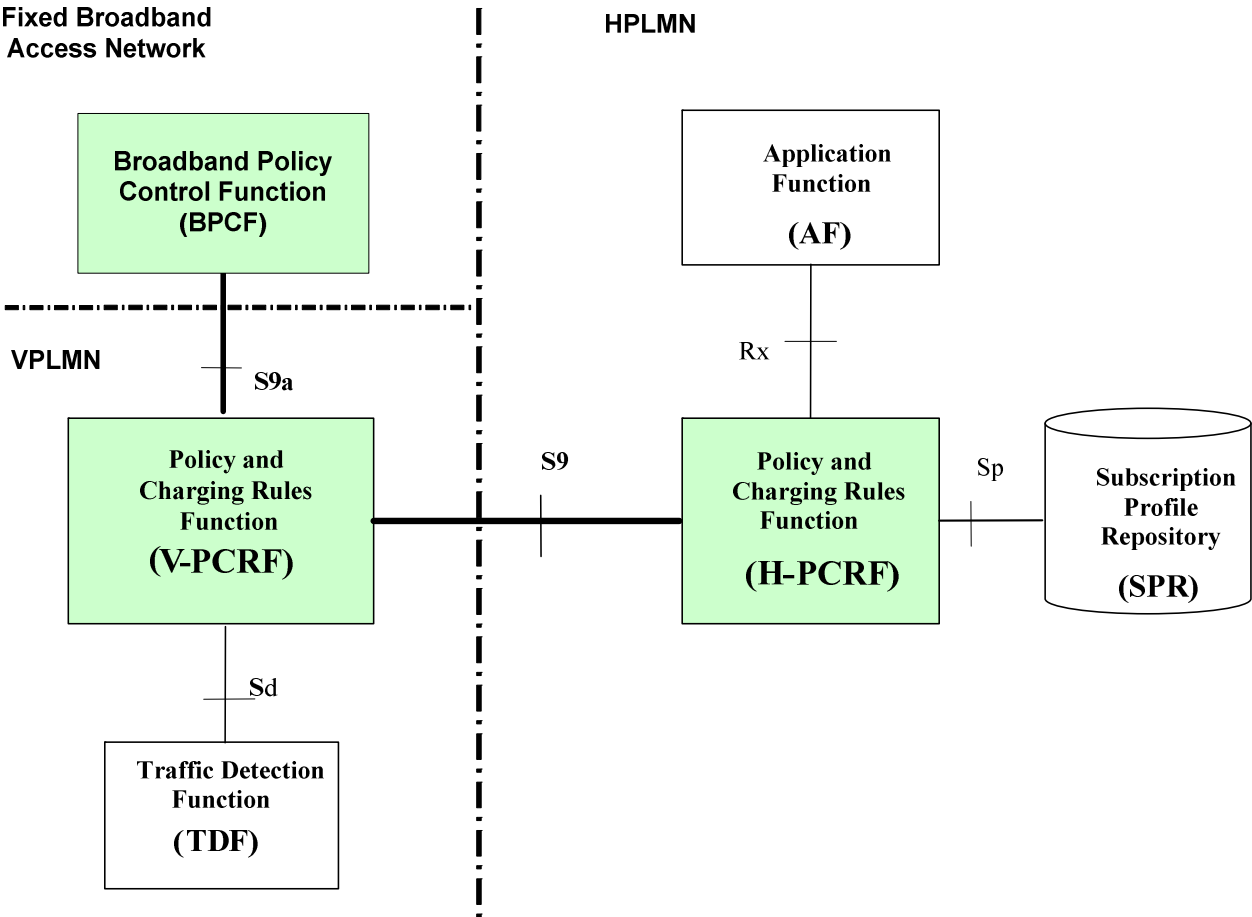 Fixed Broadband
Access Network
HPLMN
Broadband Policy
Control Function
(BPCF)
Application
Function
(AF)
VPLMN
S9a
Rx
Policy and
Charging Rules
Function
(V-PCRF)
S9
Policy and
Charging Rules
Function
(H-PCRF)
Sp
Subscription
Profile
Repository
(SPR)
Sd
Traffic Detection
Function
(TDF)